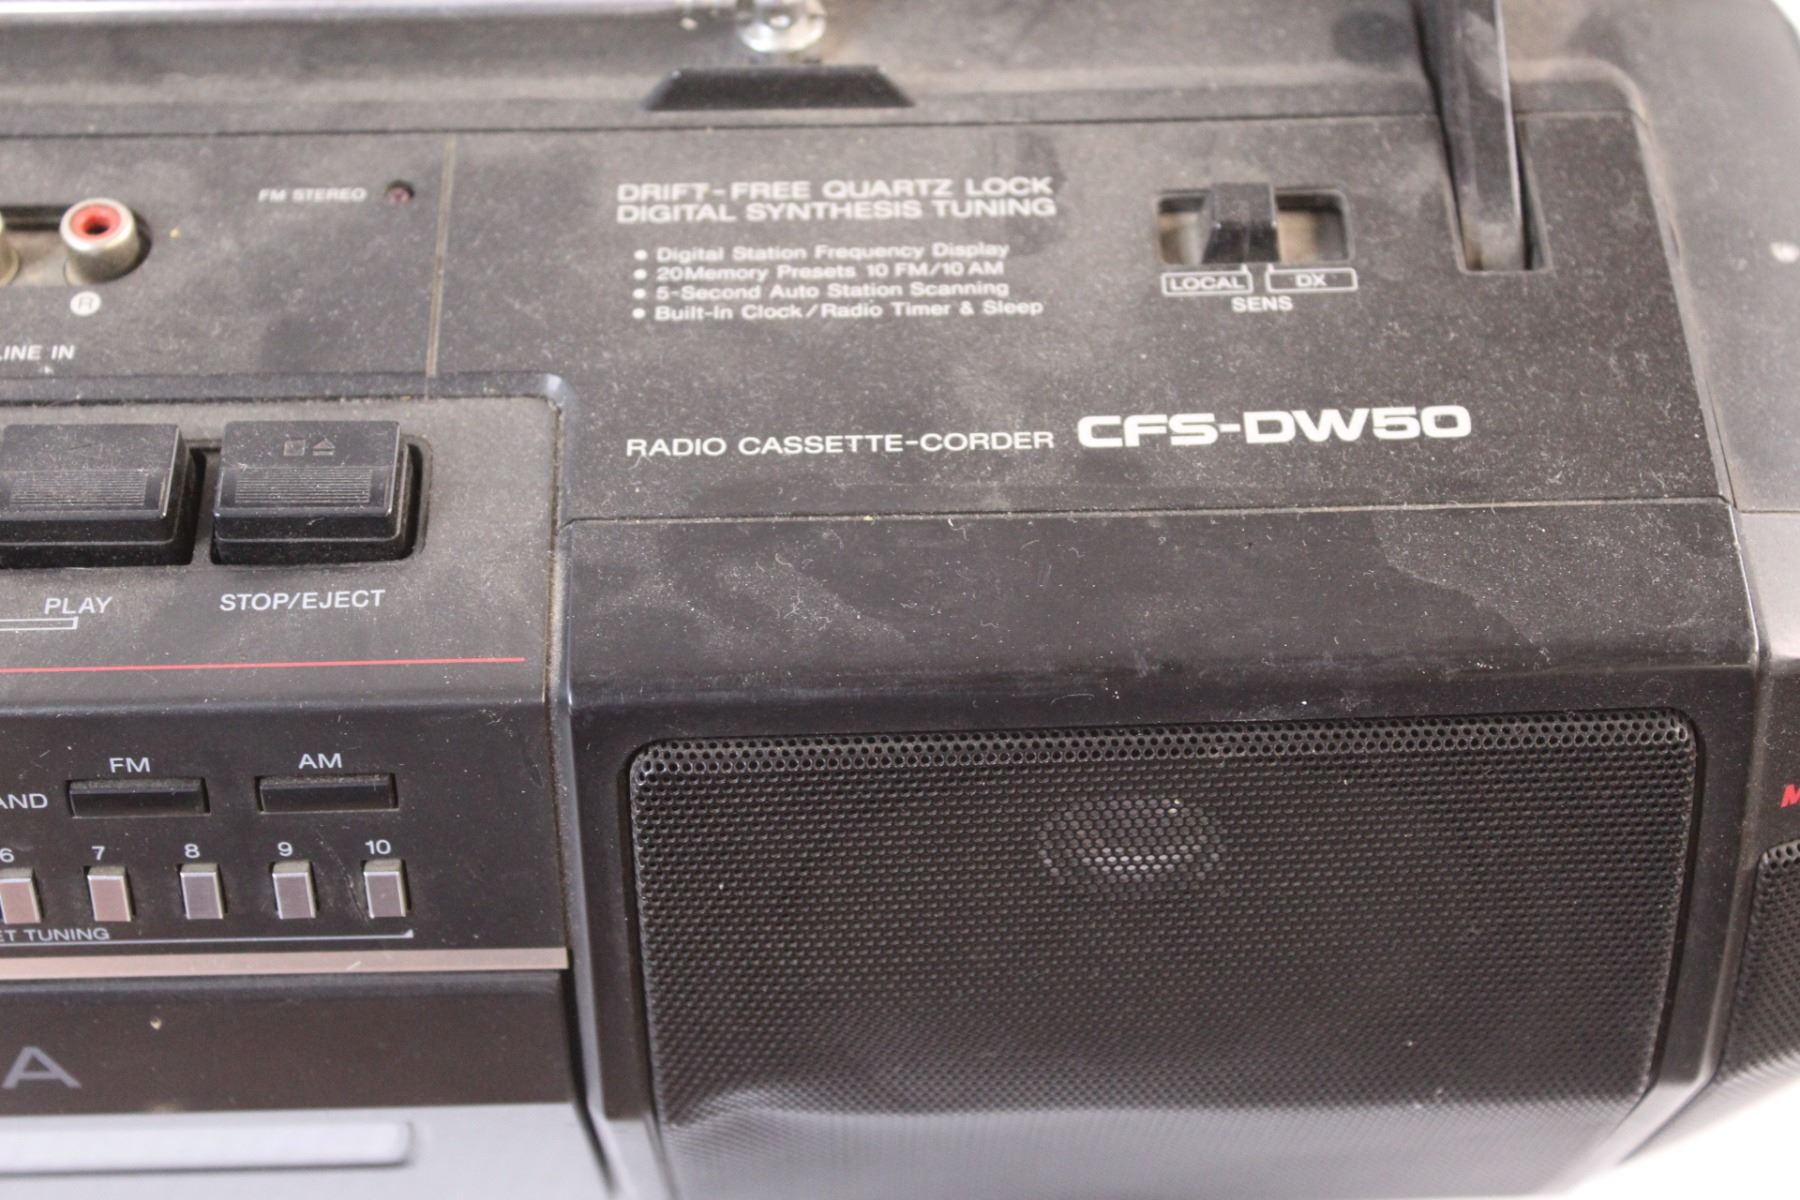 FM STEREO
DRIFT-FREE QUARTZ LOCK
DIGITAL SYNTHESIS TUNING
• Digital Station Frequency Display
• 20 Memory Presets 10 FM/10 AM
• 5-Second Auto Station Scanning
• Built-In Clock/Radio Timer & Sleep
LOCAL DX
SENS
R
LINE IN
RADIO CASSETTE-CORDER CFS-DW50
PLAY STOP/EJECT
FM AM
AND
6 7 8 9 10
ET TUNING
A
M